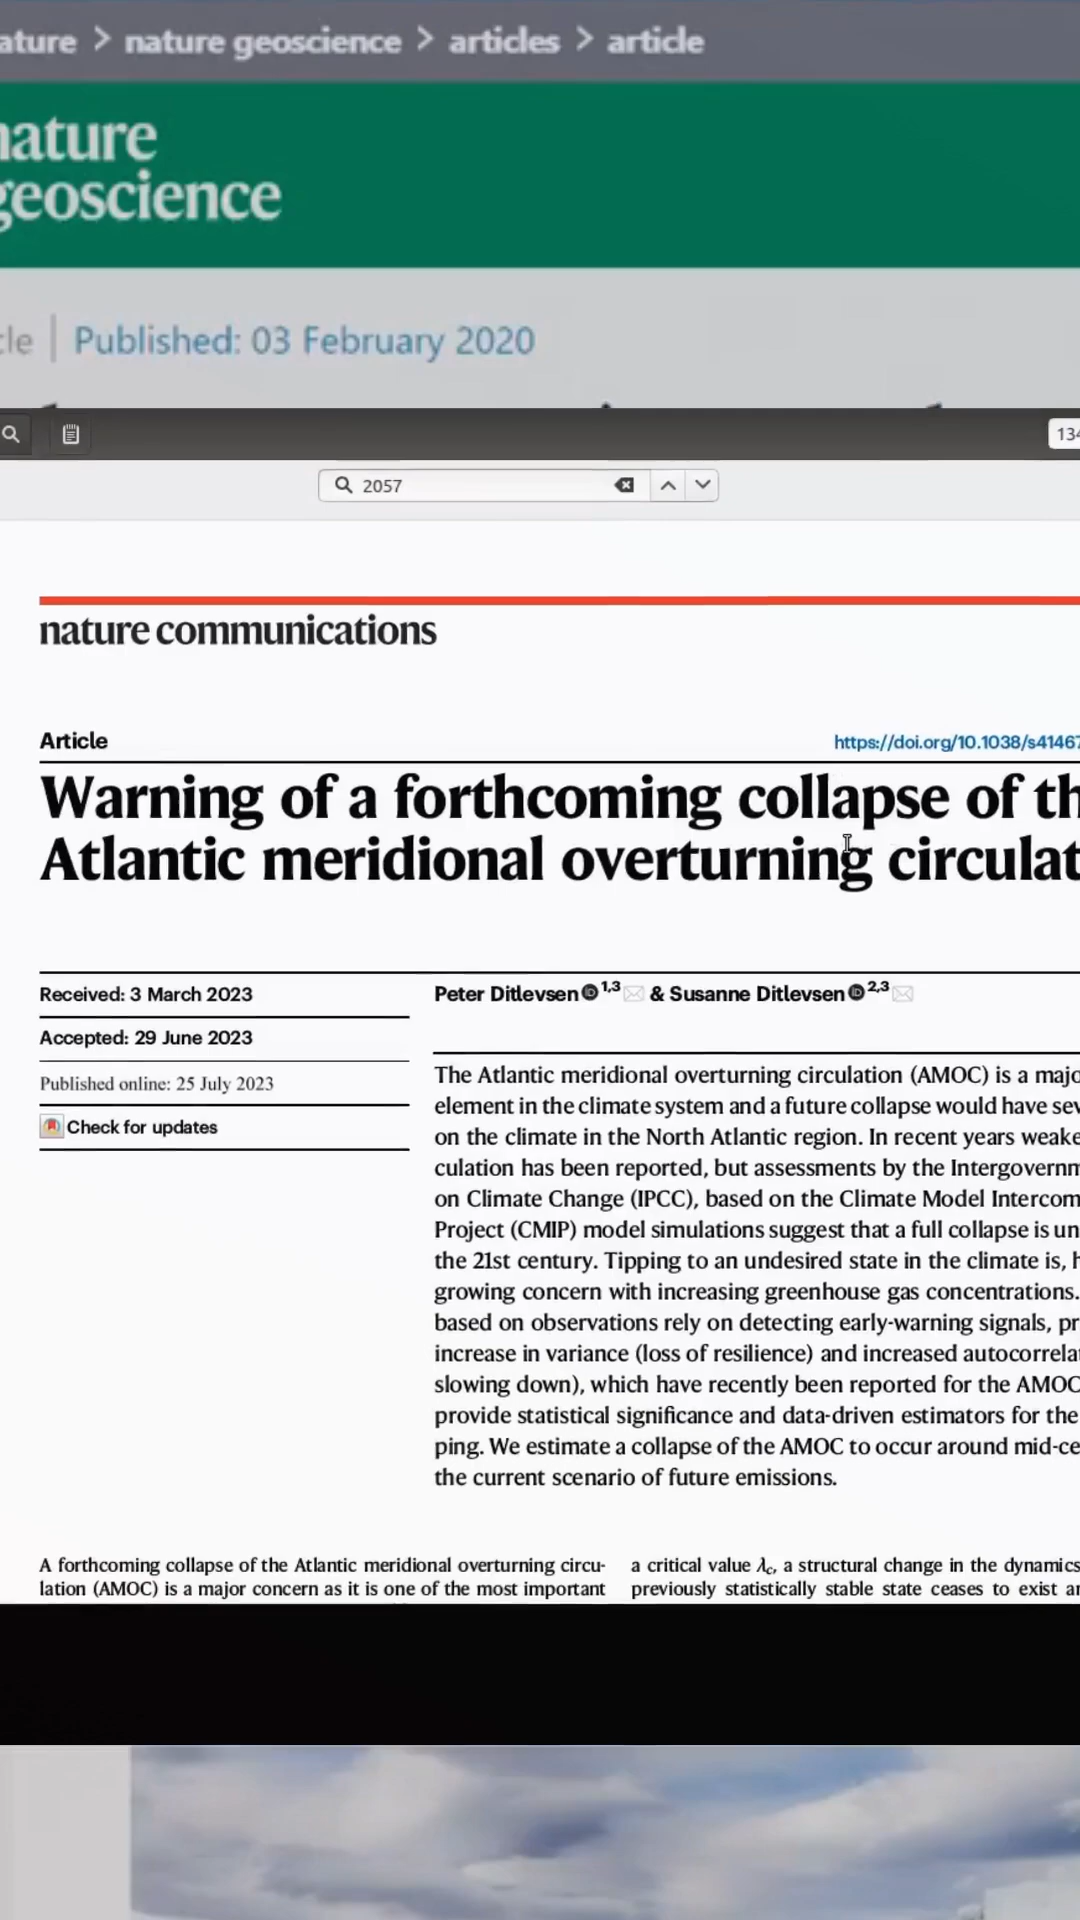 ature > nature geoscience > articles > article
nature
geoscience
cle | Published: 03 February 2020
134
2057
nature communications
Article
https://doi.org/10.1038/s41467
Warning of a forthcoming collapse of th
Atlantic meridional overturning circulat
Received: 3 March 2023
Accepted: 29 June 2023
Published online: 25 July 2023
Check for updates
Peter Ditlevsen 1,3 & Susanne Ditlevsen 2,3
The Atlantic meridional overturning circulation (AMOC) is a majo
element in the climate system and a future collapse would have sev
on the climate in the North Atlantic region. In recent years weake
culation has been reported, but assessments by the Intergovernm
on Climate Change (IPCC), based on the Climate Model Intercom
Project (CMIP) model simulations suggest that a full collapse is un
the 21st century. Tipping to an undesired state in the climate is, h
growing concern with increasing greenhouse gas concentrations.
based on observations rely on detecting early-warning signals, pr
increase in variance (loss of resilience) and increased autocorrela
slowing down), which have recently been reported for the AMOC
provide statistical significance and data-driven estimators for the
ping. We estimate a collapse of the AMOC to occur around mid-ce
the current scenario of future emissions.
A forthcoming collapse of the Atlantic meridional overturning circu-
lation (AMOC) is a major concern as it is one of the most important
a critical value λc, a structural change in the dynamics
previously statistically stable state ceases to exist an